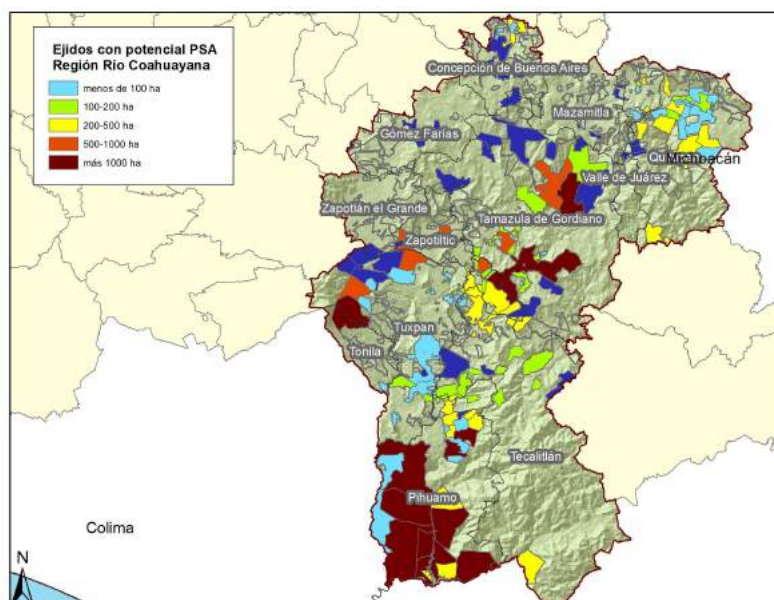 Ejidos con potencial PSA
Región Río Coahuayana
menos de 100 ha
100-200 ha
200-500 ha
500-1000 ha
más 1000 ha
Concepción de Buenos Aires
Mazamitla
Gómez Farías
Michoacán
Valle de Juárez
Zapotlán el Grande
Tamazula de Gordiano
Zapotiltic
Tuxpan
Tonila
Tecalitlán
Pihuamo
Colima
N